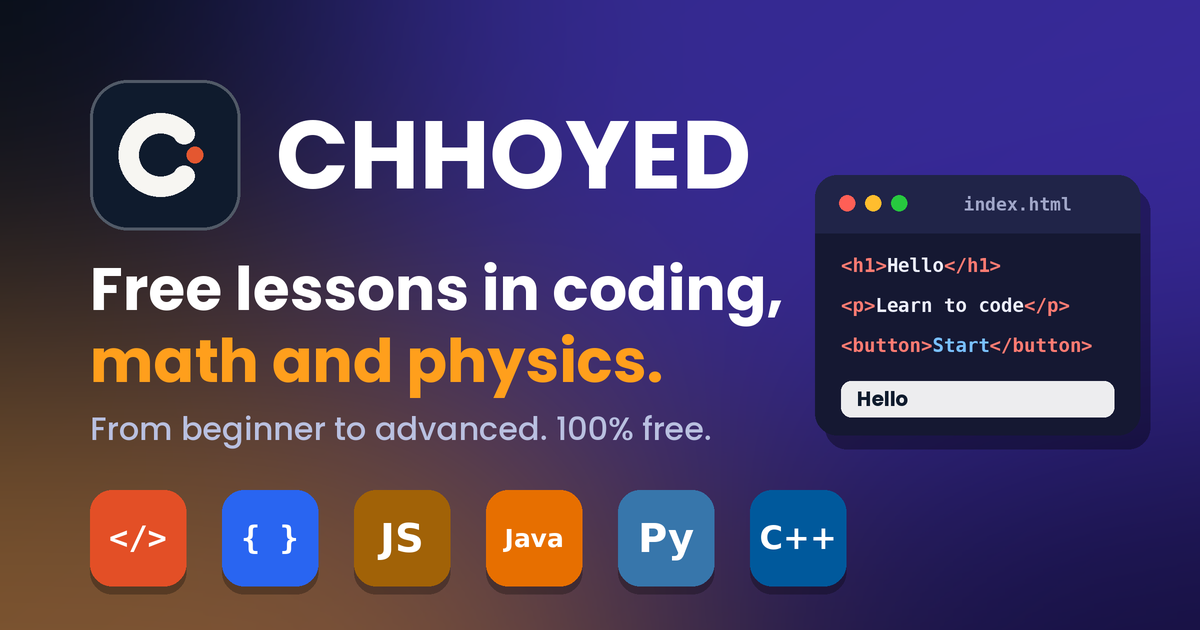 CHHOYED
Free lessons in coding,
math and physics.
From beginner to advanced. 100% free.
index.html
<h1>Hello</h1>
<p>Learn to code</p>
<button>Start</button>
Hello
</>
{ }
JS
Java
Py
C++